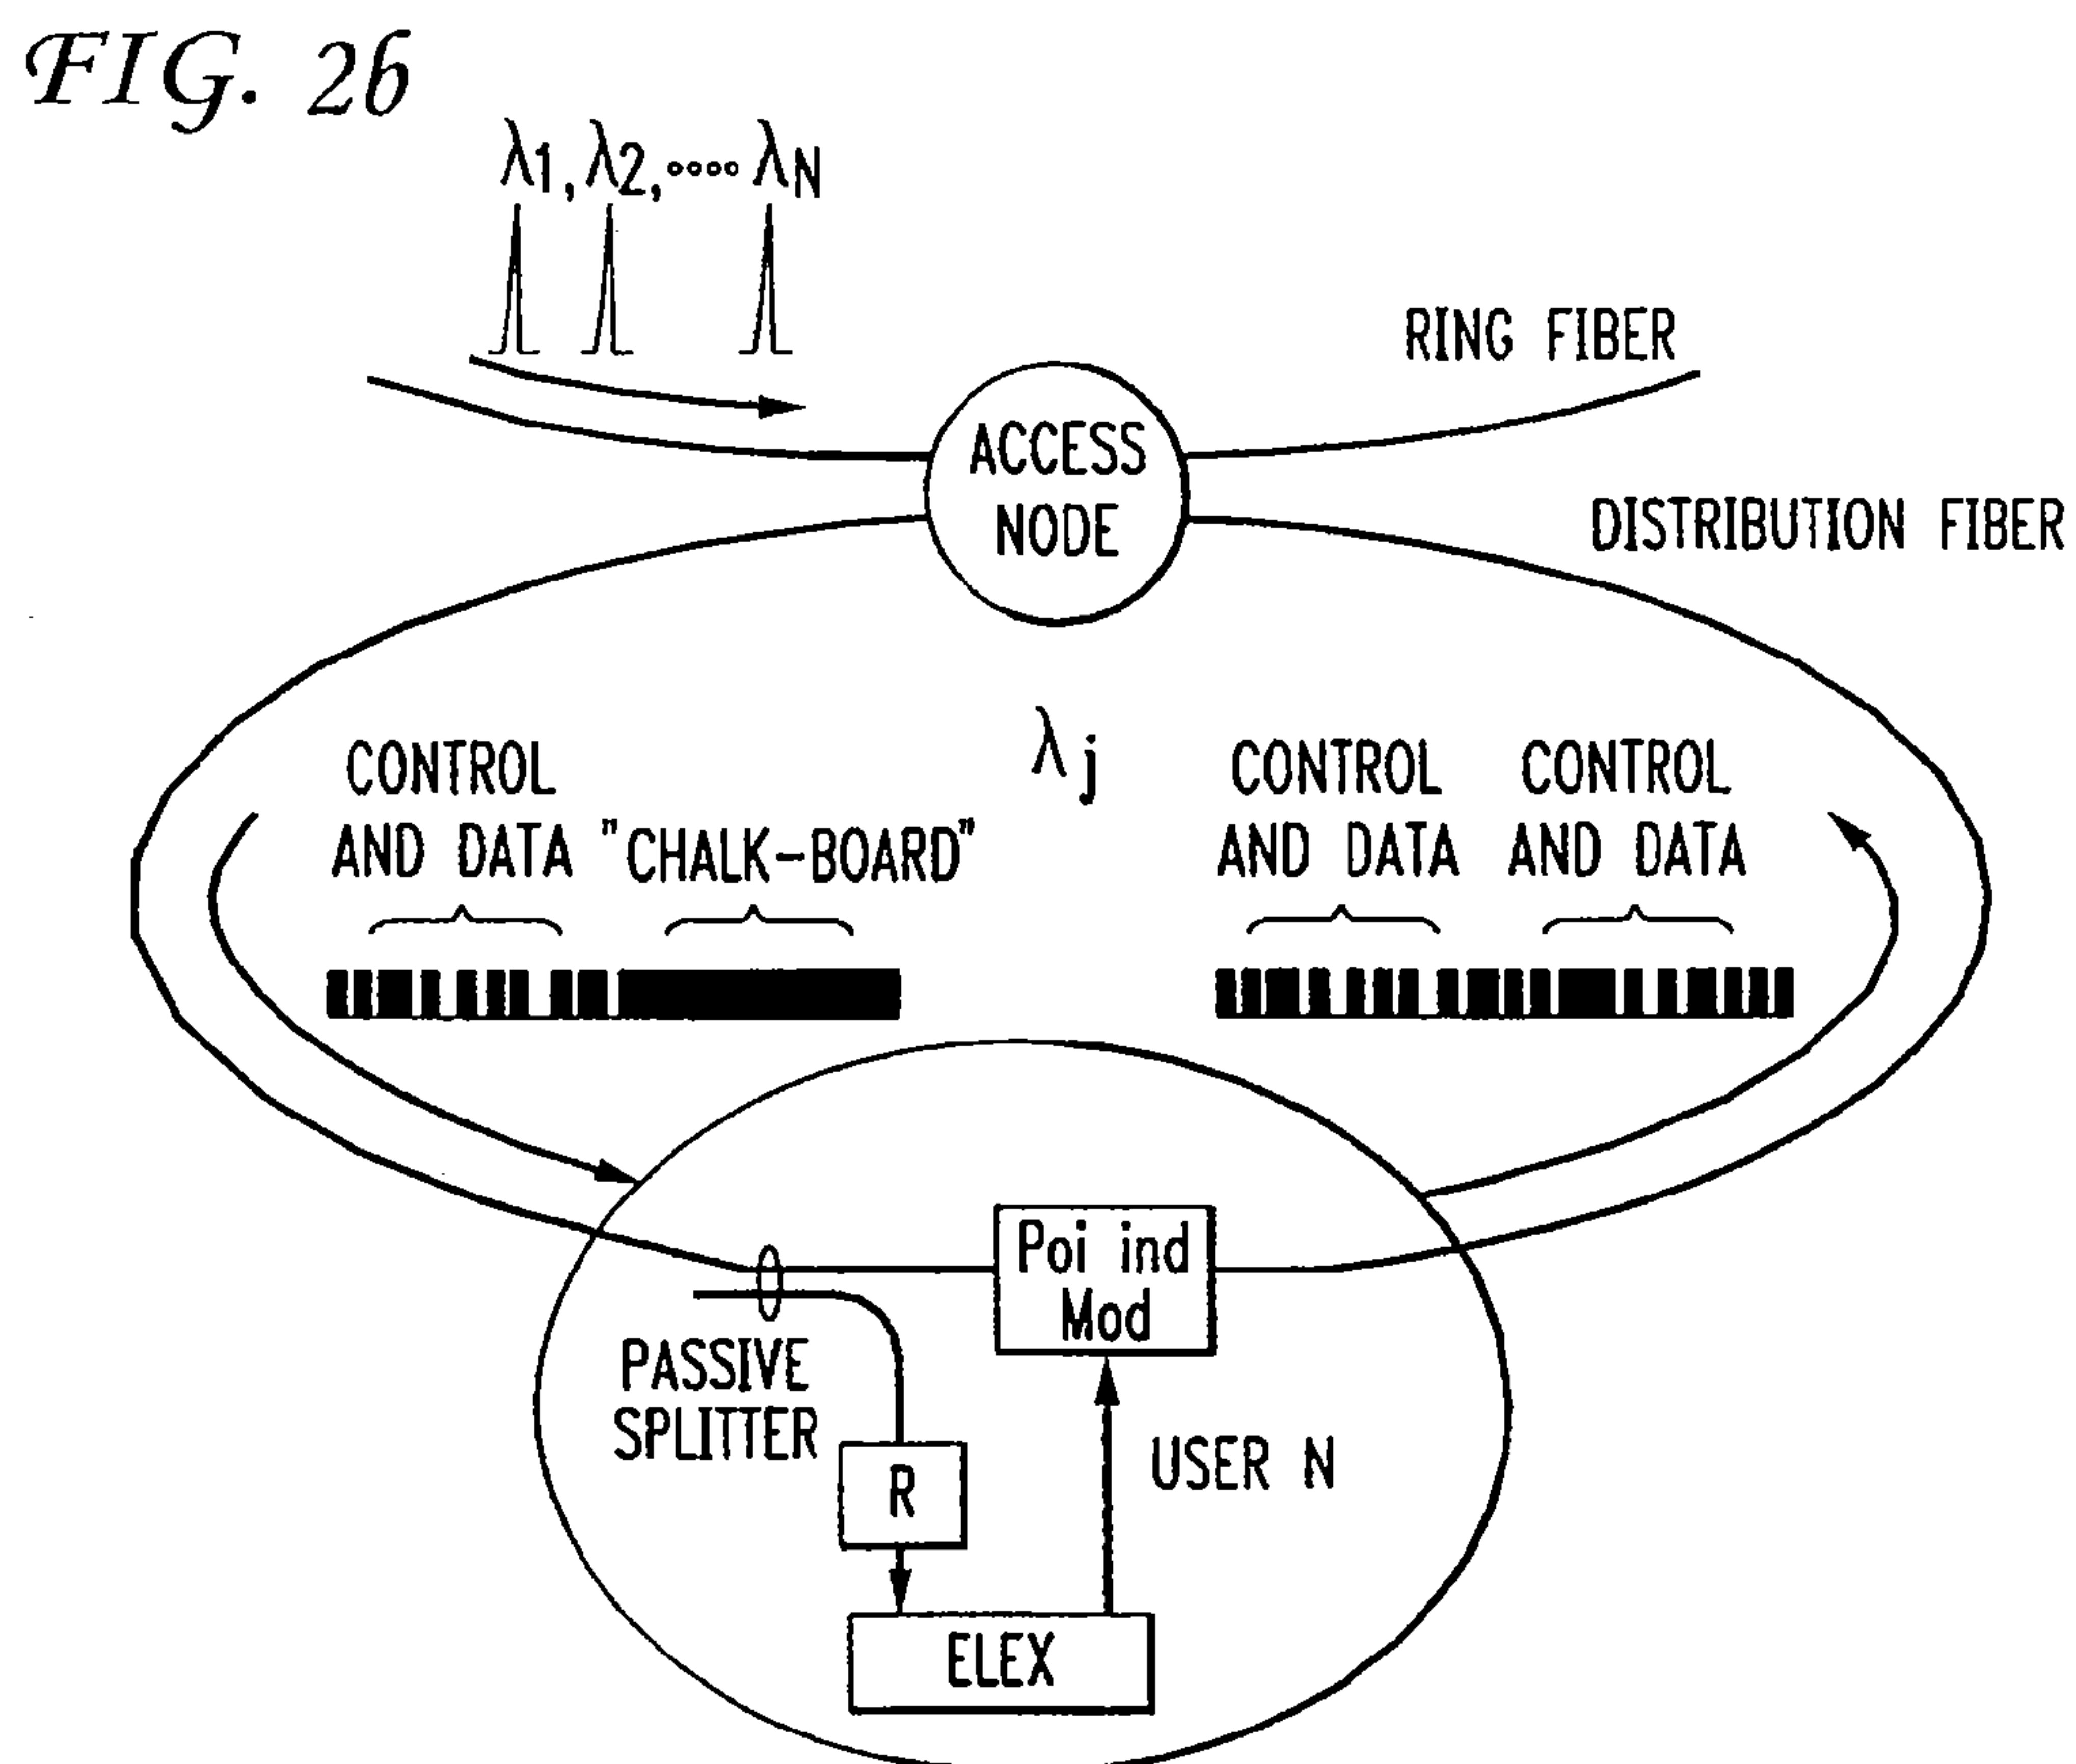 FIG. 2b
λ1, λ2, °°°° λN
RING FIBER
ACCESS
NODE
DISTRIBUTION FIBER
λj
CONTROL
AND DATA
"CHALK-BOARD"
CONTROL
AND DATA
CONTROL
AND DATA
Poi ind
Mod
PASSIVE
SPLITTER
R
USER N
ELEX